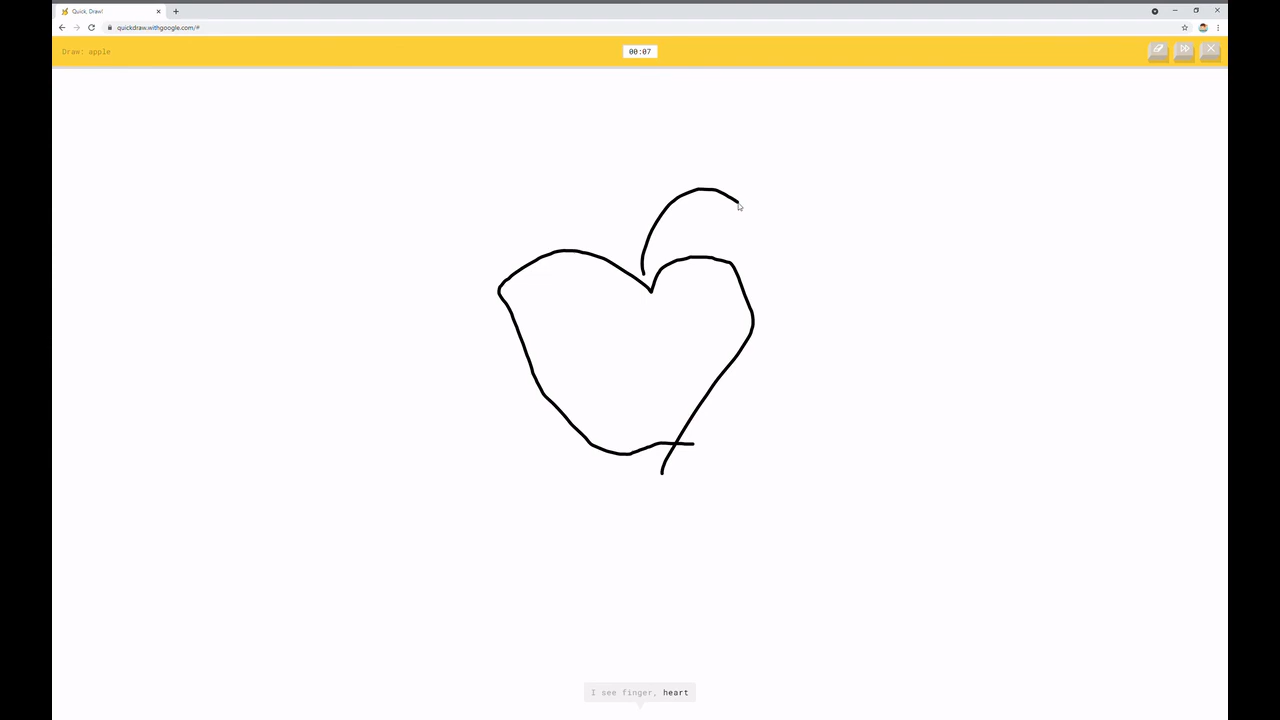 Quick, Draw!
quickdraw.withgoogle.com/#
Draw: apple
00:07
I see finger, heart